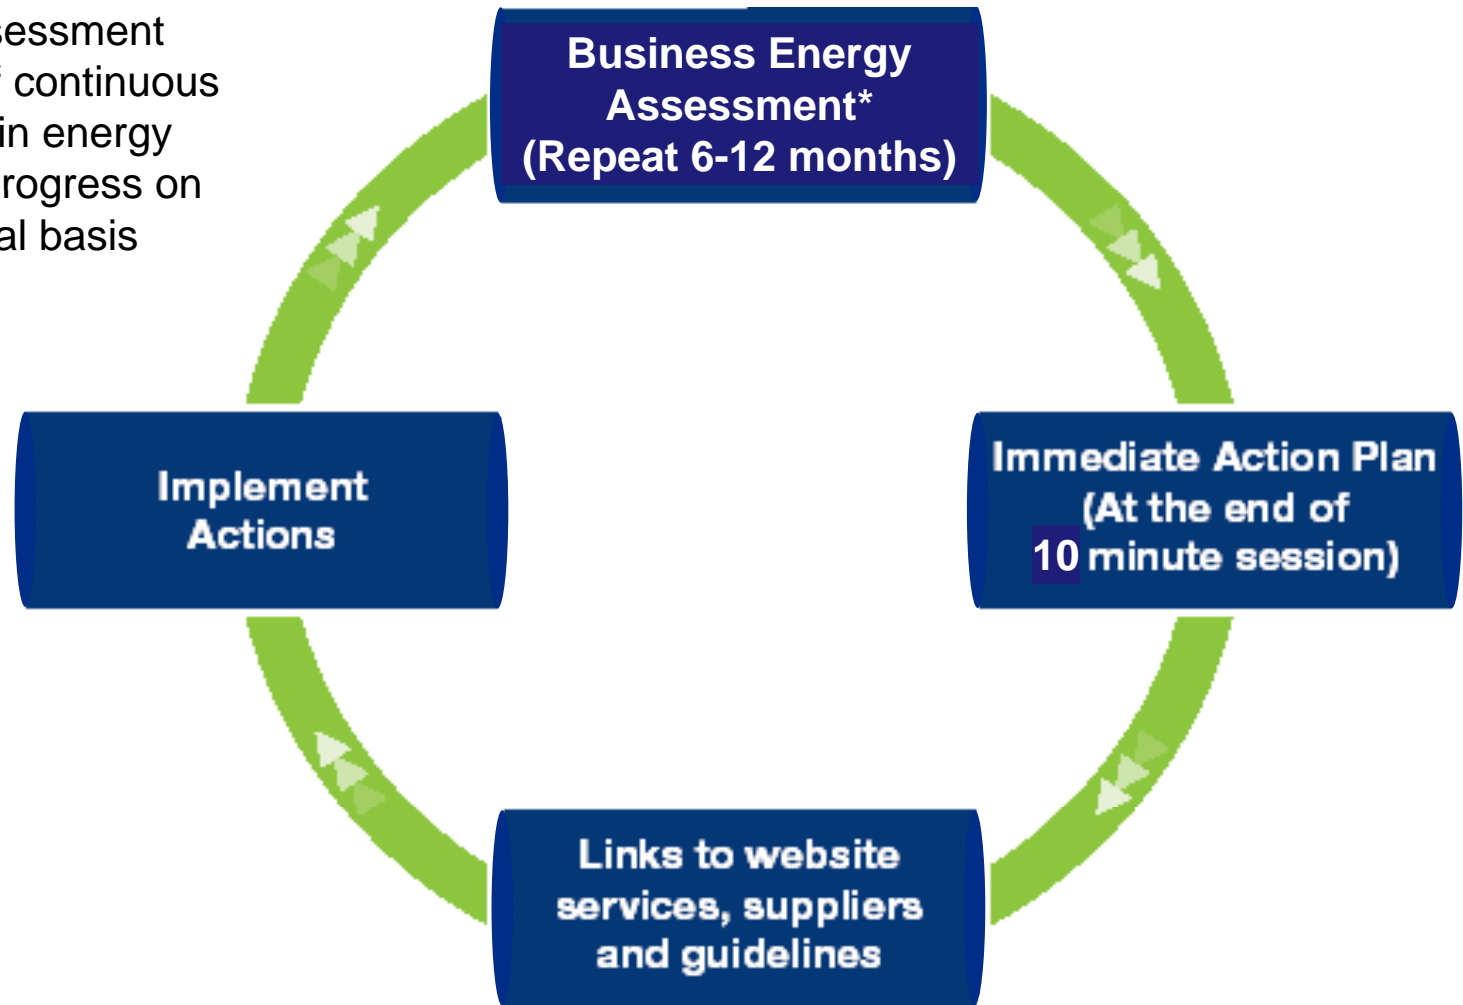 sessment
continuous
in energy
rogress on
al basis
Business Energy
Assessment*
(Repeat 6-12 months)
Immediate Action Plan
(At the end of
10 minute session)
Links to website
services, suppliers
and guidelines
Implement
Actions